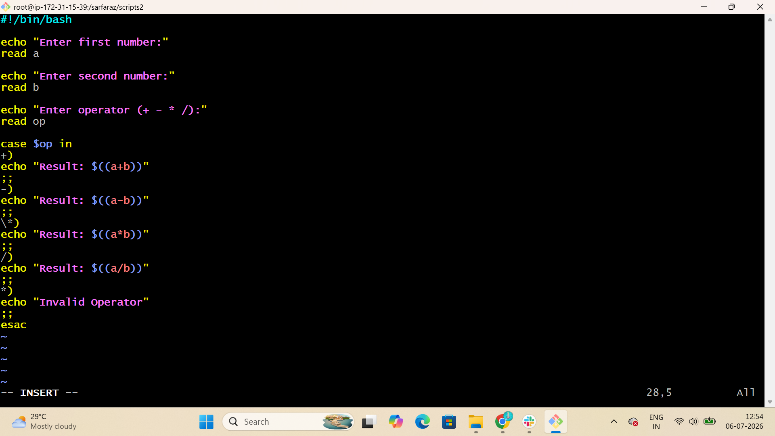 root@ip-172-31-15-39:/sarfaraz/scripts2
#!/bin/bash
echo "Enter first number:"
read a
echo "Enter second number:"
read b
echo "Enter operator (+ - * /):"
read op
case $op in
+)
echo "Result: $((a+b))"
;;
-)
echo "Result: $((a-b))"
;;
\*)
echo "Result: $((a*b))"
;;
/)
echo "Result: $((a/b))"
;;
*)
echo "Invalid Operator"
;;
esac
~
~
~
~
~
-- INSERT -- 28,5 All
29°C
Mostly cloudy
Search
1
ENG
IN
12:54
06-07-2026